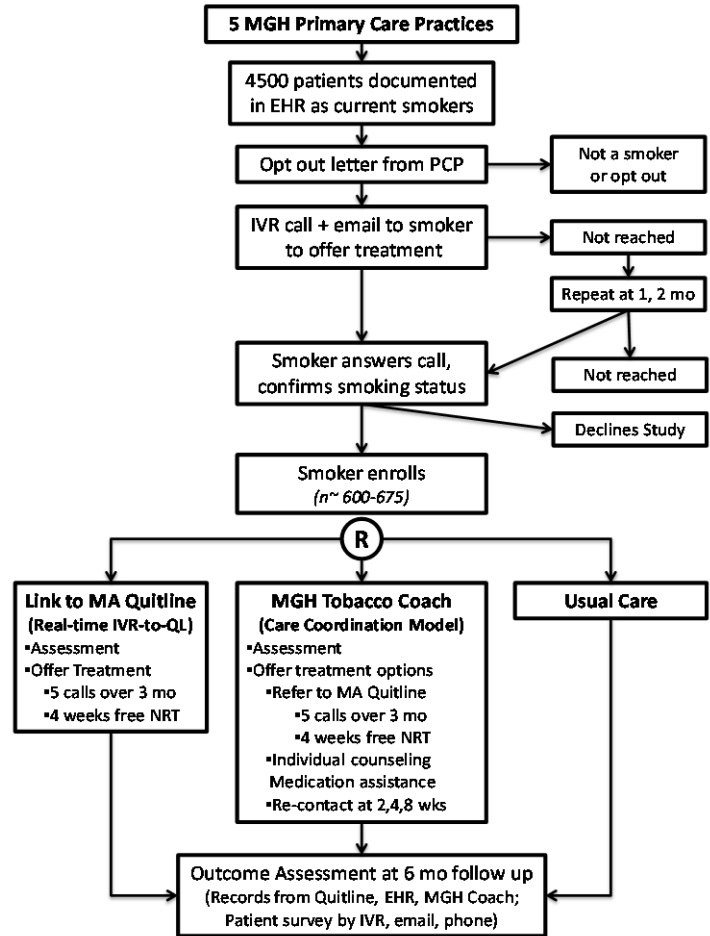 5 MGH Primary Care Practices
4500 patients documented
in EHR as current smokers
Opt out letter from PCP
Not a smoker
or opt out
IVR call + email to smoker
to offer treatment
Not reached
Repeat at 1, 2 mo
Smoker answers call,
confirms smoking status
Not reached
Declines Study
Smoker enrolls
(n~ 600-675)
R
Link to MA Quitline
(Real-time IVR-to-QL)
▪Assessment
▪Offer Treatment
▪5 calls over 3 mo
▪4 weeks free NRT
MGH Tobacco Coach
(Care Coordination Model)
▪Assessment
▪Offer treatment options
▪Refer to MA Quitline
▪5 calls over 3 mo
▪4 weeks free NRT
▪Individual counseling
Medication assistance
▪Re-contact at 2,4,8 wks
Usual Care
Outcome Assessment at 6 mo follow up
(Records from Quitline, EHR, MGH Coach;
Patient survey by IVR, email, phone)